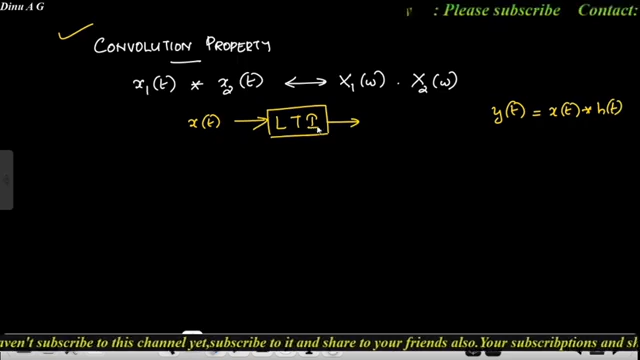 Dinu A G
: Please subscribe Contact:
CONVOLUTION PROPERTY
x₁(t) * x₂(t) ⟷ X₁(ω) . X₂(ω)
x(t) → LTI →
y(t) = x(t) * h(t)
aven't subscribe to this channel yet,subscribe to it and share to your friends also.Your subscribptions and sh